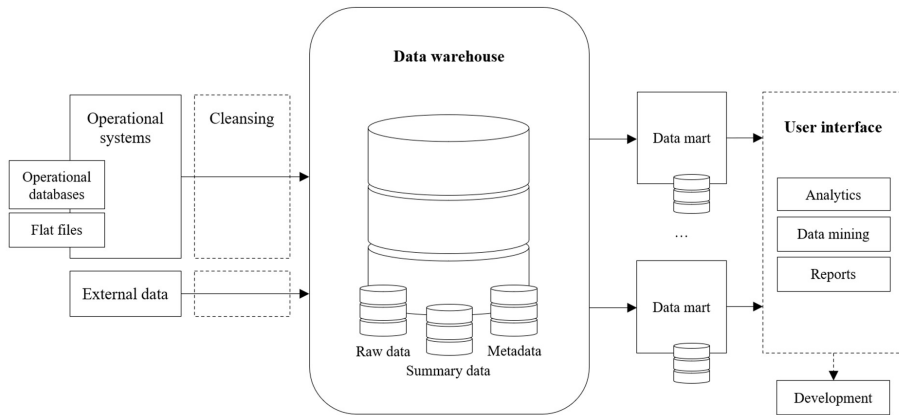 Data warehouse
Operational
systems
Cleansing
User interface
Data mart
Operational
databases
Analytics
Flat files
...
Data mining
Reports
External data
Data mart
Raw data
Metadata
Summary data
Development